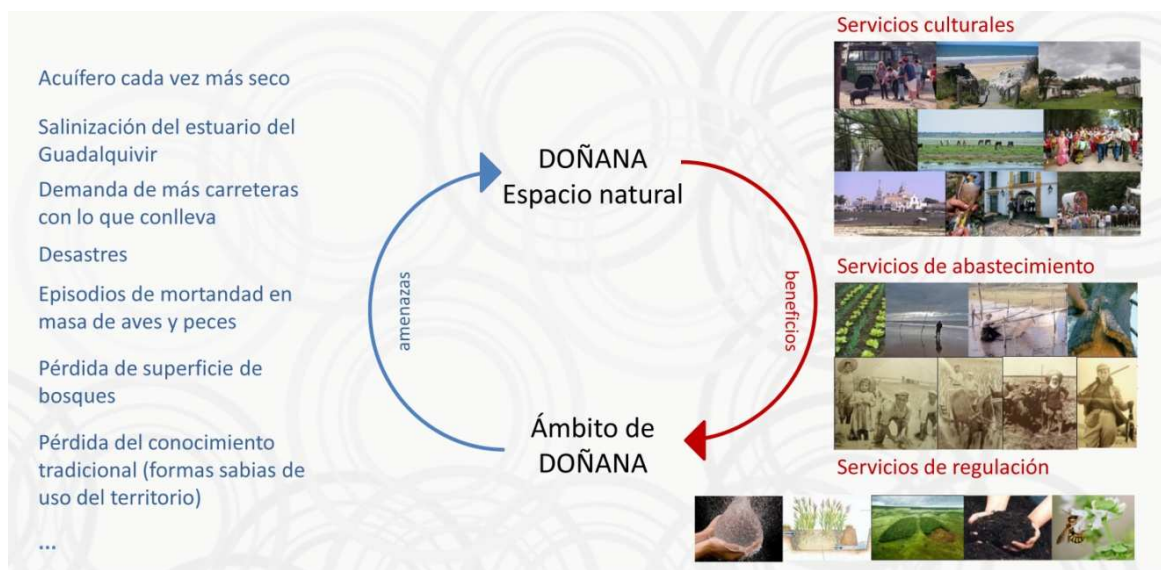 Acuífero cada vez más seco
Salinización del estuario del
Guadalquivir
Demanda de más carreteras
con lo que conlleva
Desastres
Episodios de mortandad en
masa de aves y peces
Pérdida de superficie de
bosques
Pérdida del conocimiento
tradicional (formas sabias de
uso del territorio)
...
amenazas
DOÑANA
Espacio natural
Ámbito de
DOÑANA
beneficios
Servicios culturales
Servicios de abastecimiento
Servicios de regulación